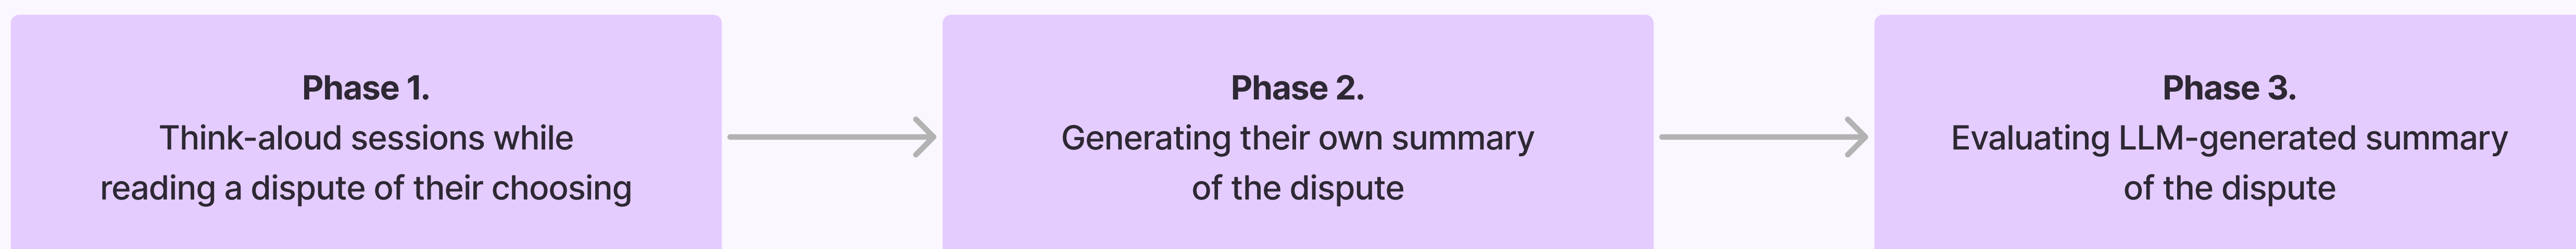 Phase 1.
Think-aloud sessions while
reading a dispute of their choosing
Phase 2.
Generating their own summary
of the dispute
Phase 3.
Evaluating LLM-generated summary
of the dispute